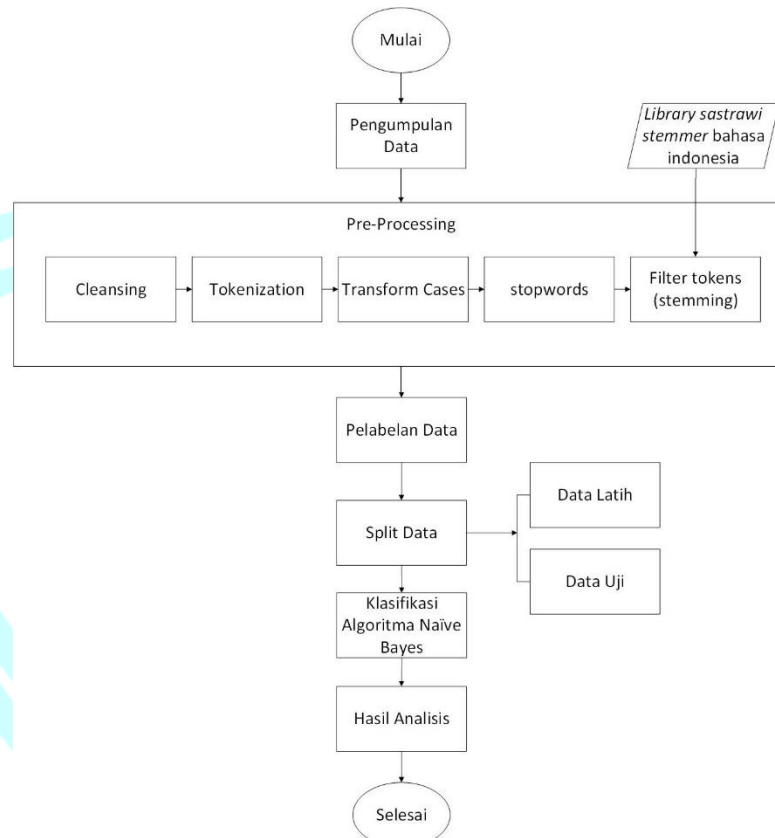 Mulai
Pengumpulan
Data
Library sastrawi
stemmer bahasa
indonesia
Pre-Processing
Cleansing
Tokenization
Transform Cases
stopwords
Filter tokens
(stemming)
Pelabelan Data
Split Data
Data Latih
Data Uji
Klasifikasi
Algoritma Naïve
Bayes
Hasil Analisis
Selesai